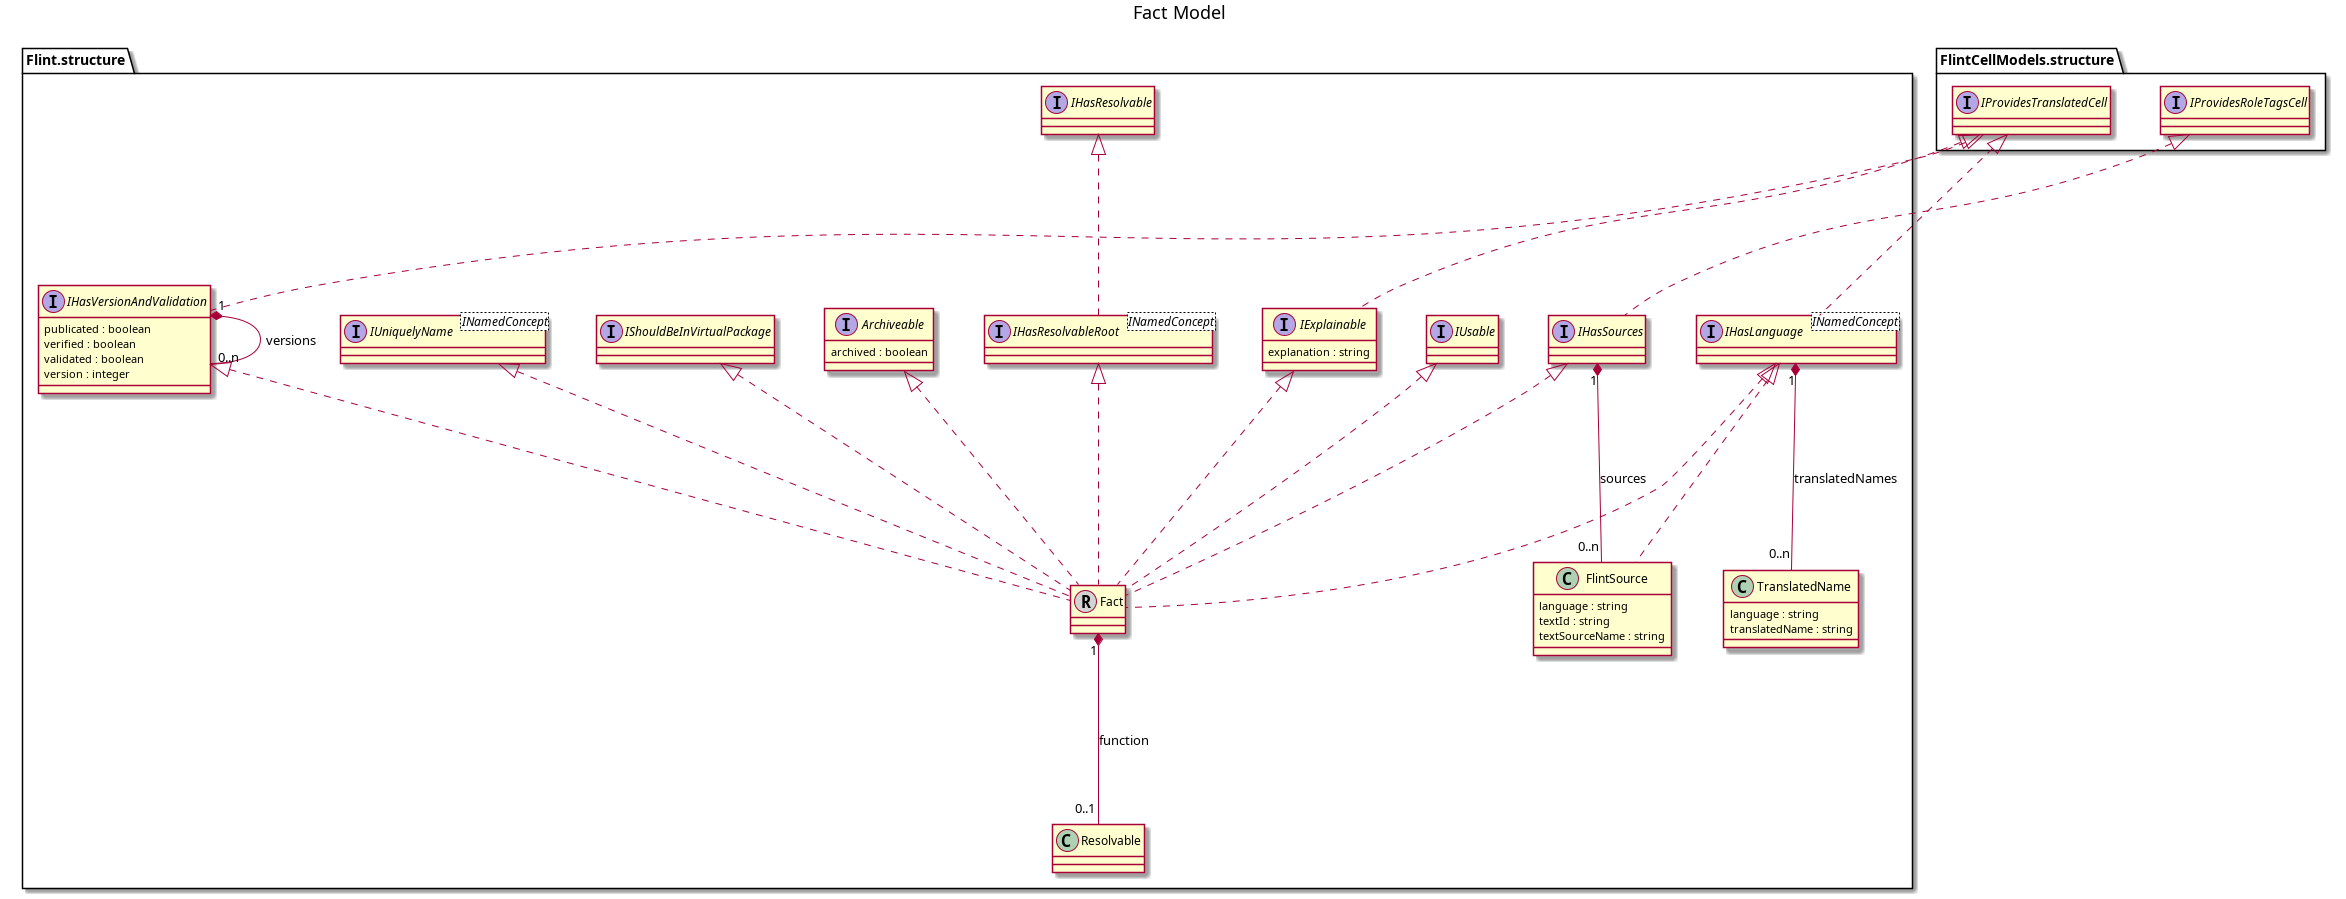 Fact Model
Flint.structure
FlintCellModels.structure
I IHasResolvable
I IProvidesTranslatedCell
I IProvidesRoleTagsCell
I IHasVersionAndValidation
publicated : boolean
verified : boolean
validated : boolean
version : integer
1
0..n
versions
I IUniquelyName
INamedConcept
I IShouldBeInVirtualPackage
I Archiveable
archived : boolean
I IHasResolvableRoot
INamedConcept
I IExplainable
explanation : string
I IUsable
I IHasSources
I IHasLanguage
INamedConcept
1
1
sources
translatedNames
0..n
0..n
R Fact
C FlintSource
language : string
textId : string
textSourceName : string
C TranslatedName
language : string
translatedName : string
1
function
0..1
C Resolvable